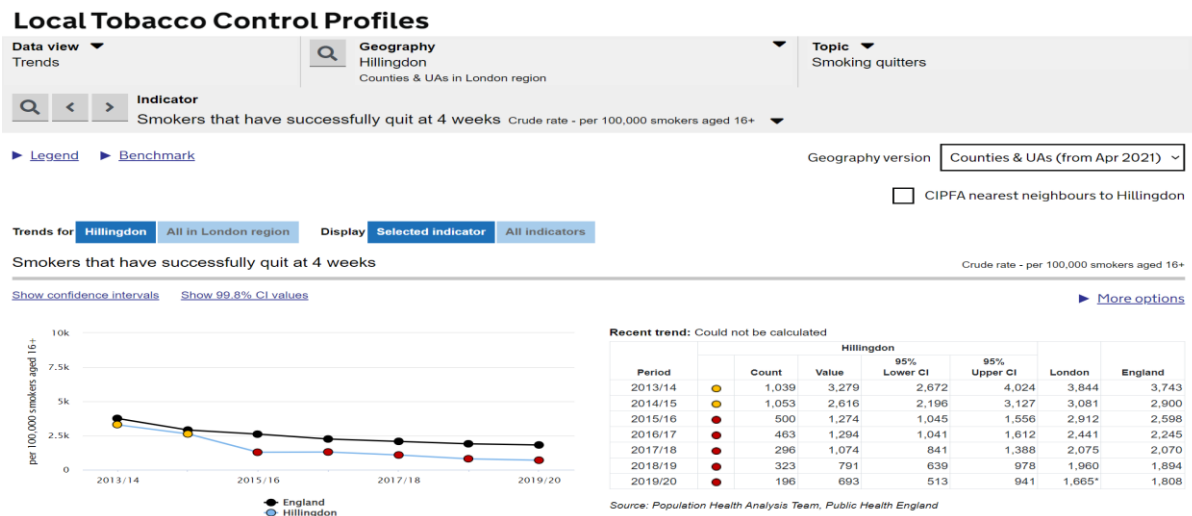 Local Tobacco Control Profiles
Data view
Trends
Geography
Hillingdon
Counties & UAs in London region
Topic
Smoking quitters
Indicator
Smokers that have successfully quit at 4 weeks Crude rate - per 100,000 smokers aged 16+
Legend Benchmark
Geography version Counties & UAs (from Apr 2021)
CIPFA nearest neighbours to Hillingdon
Trends for Hillingdon All in London region Display Selected indicator All indicators
Smokers that have successfully quit at 4 weeks Crude rate - per 100,000 smokers aged 16+
Show confidence intervals Show 99.8% CI values
More options
per 100,000 smokers aged 16+
10k
7.5k
5k
2.5k
0
2013/14 2015/16 2017/18 2019/20
England
Hillingdon
Recent trend: Could not be calculated
Hillingdon
Period Count Value 95% Lower CI 95% Upper CI London England
2013/14 1,039 3,279 2,672 4,024 3,844 3,743
2014/15 1,053 2,616 2,196 3,127 3,081 2,900
2015/16 500 1,274 1,045 1,556 2,912 2,598
2016/17 463 1,294 1,041 1,612 2,441 2,245
2017/18 296 1,074 841 1,388 2,075 2,070
2018/19 323 791 639 978 1,960 1,894
2019/20 196 693 513 941 1,665* 1,808
Source: Population Health Analysis Team, Public Health England